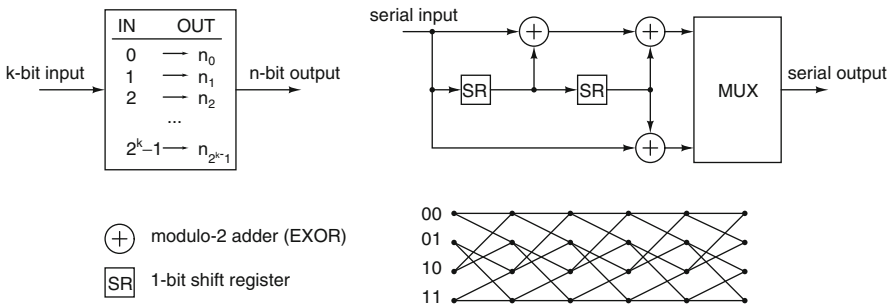 IN OUT
0 → n₀
1 → n₁
2 → n₂
...
2ᵏ–1 → n₂ᵏ₋₁
k-bit input
n-bit output
serial input
SR
SR
MUX
serial output
+ modulo-2 adder (EXOR)
SR 1-bit shift register
00
01
10
11